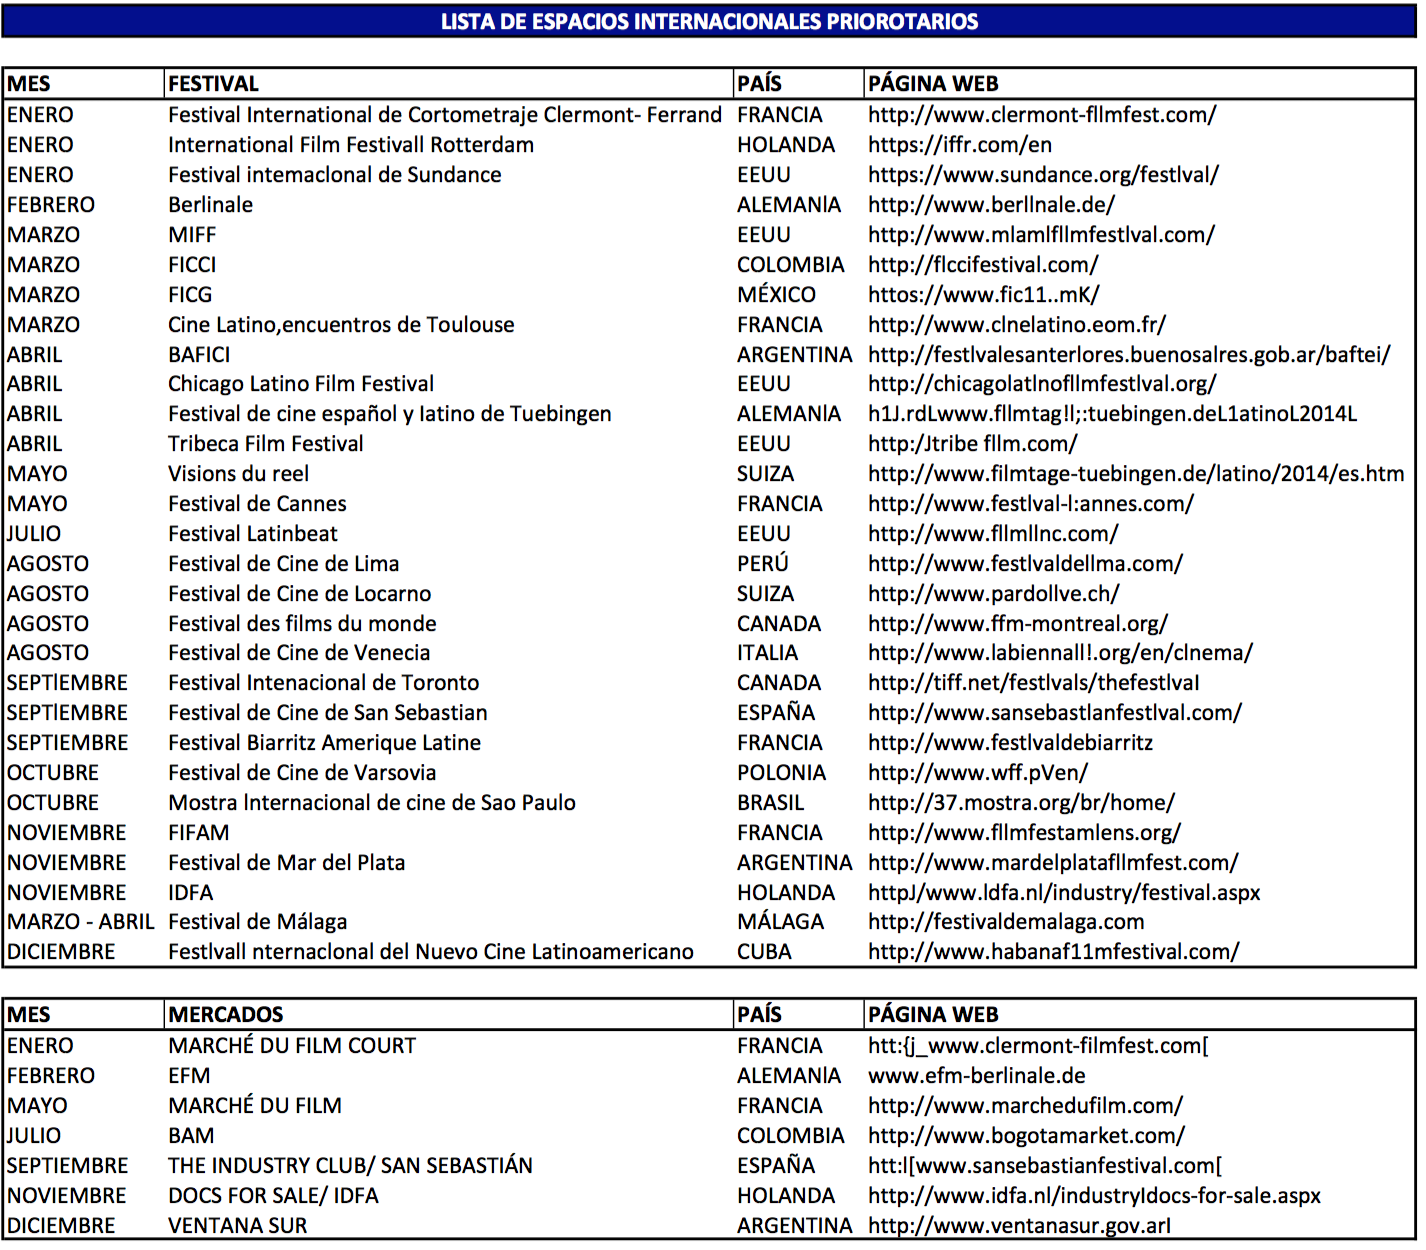 LISTA DE ESPACIOS INTERNACIONALES PRIOROTARIOS
MES FESTIVAL PAÍS PÁGINA WEB
ENERO Festival International de Cortometraje Clermont- Ferrand FRANCIA http://www.clermont-fllmfest.com/
ENERO International Film Festivall Rotterdam HOLANDA https://iffr.com/en
ENERO Festival intemaclonal de Sundance EEUU https://www.sundance.org/festlval/
FEBRERO Berlinale ALEMANlA http://www.berllnale.de/
MARZO MIFF EEUU http://www.mlamlfllmfestlval.com/
MARZO FICCI COLOMBIA http://flccifestival.com/
MARZO FICG MÉXICO httos://www.fic11..mK/
MARZO Cine Latino,encuentros de Toulouse FRANCIA http://www.clnelatino.eom.fr/
ABRIL BAFICI ARGENTINA http://festlvalesanterlores.buenosalres.gob.ar/baftei/
ABRIL Chicago Latino Film Festival EEUU http://chicagolatlnofllmfestlval.org/
ABRIL Festival de cine español y Iatino de Tuebingen ALEMANlA h1J.rdLwww.fllmtag!l;:tuebingen.deL1atinoL2014L
ABRIL Tribeca Film Festival EEUU http:/Jtribe fllm.com/
MAYO Visions du reel SUIZA http://www.filmtage-tuebingen.de/latino/2014/es.htm
MAYO Festival de Cannes FRANCIA http://www.festlval-l:annes.com/
JULIO Festival Latinbeat EEUU http://www.fllmllnc.com/
AGOSTO Festival de Cine de Lima PERÚ http://www.festlvaldellma.com/
AGOSTO Festival de Cine de Locarno SUIZA http://www.pardollve.ch/
AGOSTO Festival des films du monde CANADA http://www.ffm-montreal.org/
AGOSTO Festival de Cine de Venecia ITALIA http://www.labiennall!.org/en/clnema/
SEPTlEMBRE Festival Intenacional de Toronto CANADA http://tiff.net/festlvals/thefestlvaI
SEPTlEMBRE Festival de Cine de San Sebastian ESPAÑA http://www.sansebastlanfestlval.com/
SEPTIEMBRE Festival Biarritz Amerique Latine FRANCIA http://www.festlvaldebiarritz
OCTUBRE Festival de Cine de Varsovia POLONIA http://www.wff.pVen/
OCTUBRE Mostra lnternacional de cine de Sao Paulo BRASIL http://37.mostra.org/br/home/
NOVIEMBRE FIFAM FRANCIA http://www.fllmfestamlens.org/
NOVIEMBRE Festival de Mar del Plata ARGENTINA http://www.mardelplatafllmfest.com/
NOVIEMBRE IDFA HOLANDA httpJ/www.ldfa.nl/industry/festival.aspx
MARZO - ABRIL Festival de Málaga MÁLAGA http://festivaldemalaga.com
DICIEMBRE Festlvall nternaclonal del Nuevo Cine Latinoamericano CUBA http://www.habanaf11mfestival.com/
MES MERCADOS PAÍS PÁGINA WEB
ENERO MARCHÉ DU FILM COURT FRANCIA htt:{j_www.clermont-filmfest.com[
FEBRERO EFM ALEMANlA www.efm-berlinale.de
MAYO MARCHÉ DU FILM FRANCIA http://www.marchedufilm.com/
JULIO BAM COLOMBIA http://www.bogotamarket.com/
SEPTIEMBRE THE INDUSTRY CLUB/ SAN SEBASTIÁN ESPAÑA htt:l[www.sansebastianfestival.com[
NOVIEMBRE DOCS FOR SALE/ IDFA HOLANDA http://www.idfa.nl/industryIdocs-for-sale.aspx
DICIEMBRE VENTANA SUR ARGENTINA http://www.ventanasur.gov.arI